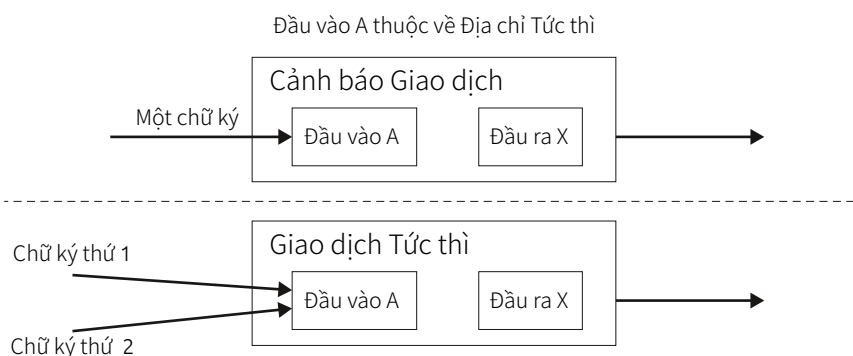 Đầu vào A thuộc về Địa chỉ Tức thì
Cảnh báo Giao dịch
Một chữ ký
Đầu vào A
Đầu ra X
Giao dịch Tức thì
Chữ ký thứ 1
Đầu vào A
Đầu ra X
Chữ ký thứ 2